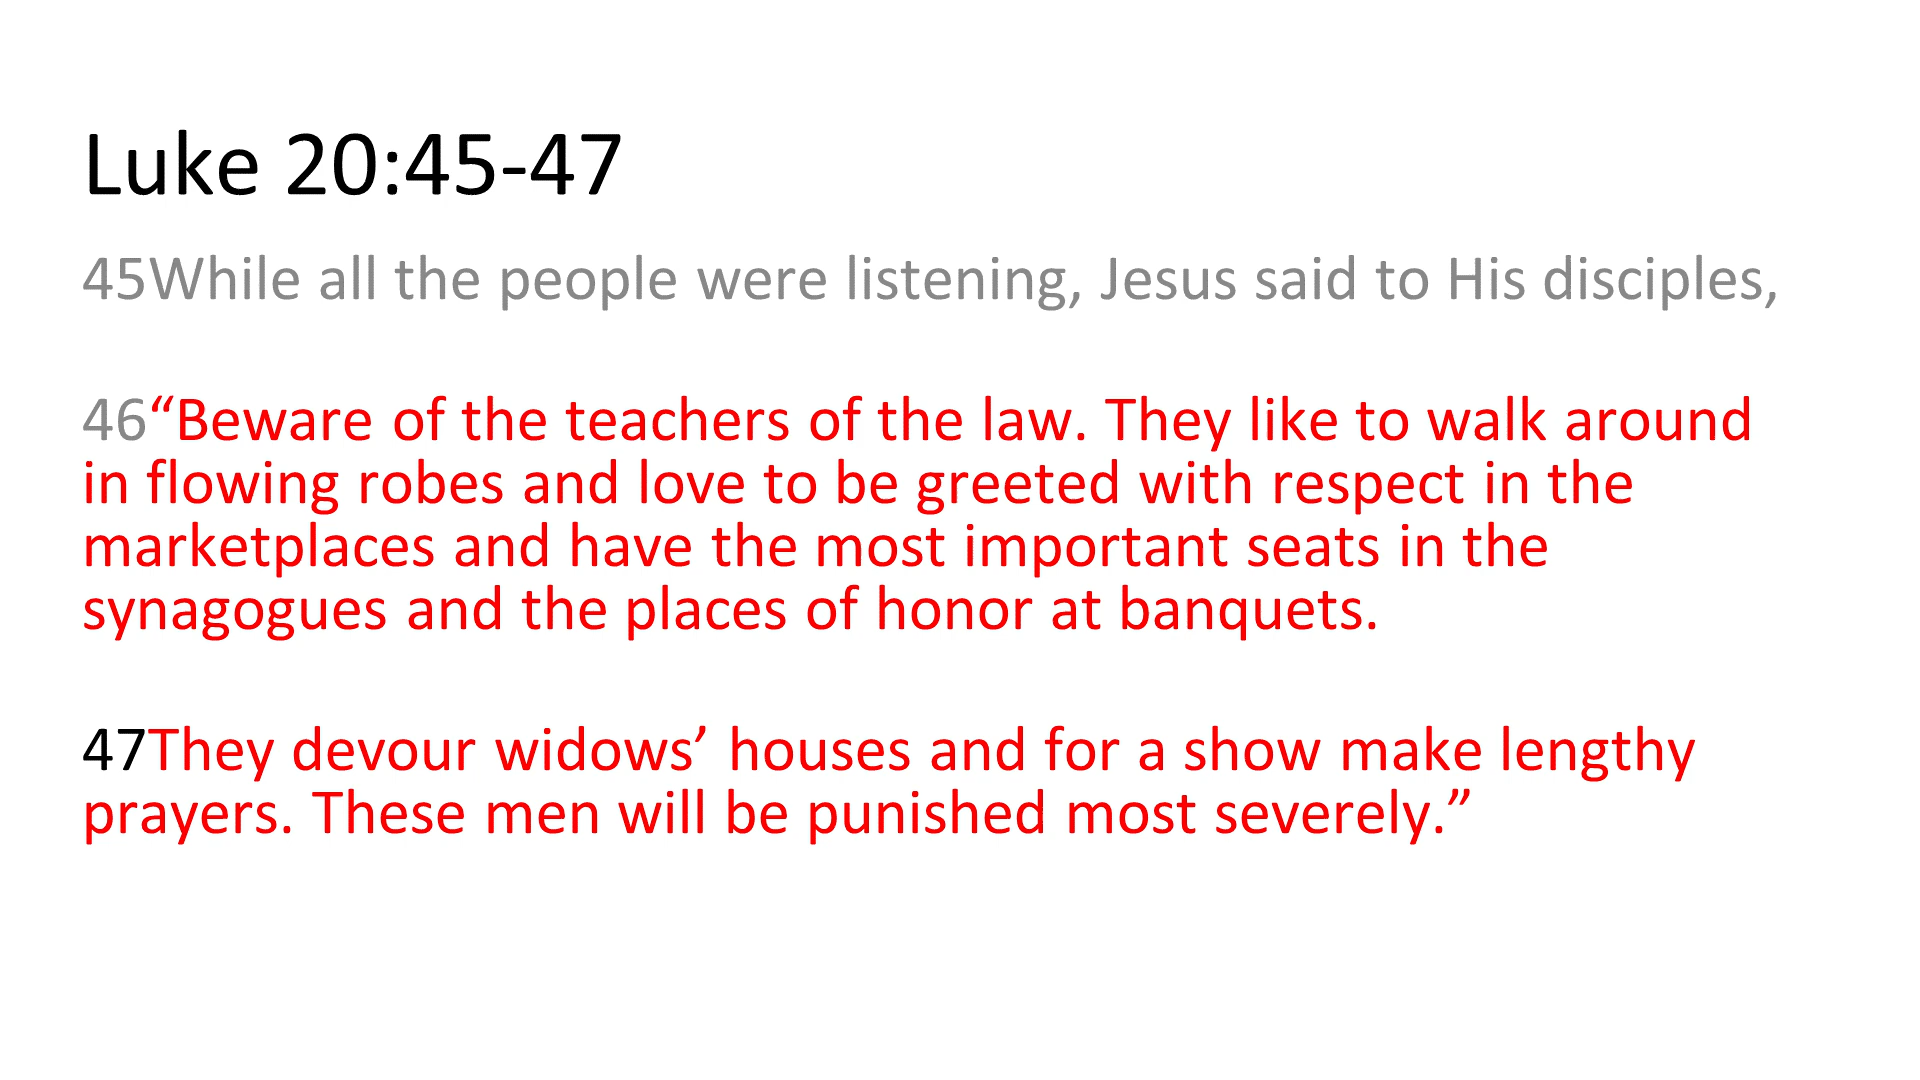 Luke 20:45-47
45While all the people were listening, Jesus said to His disciples,
46“Beware of the teachers of the law. They like to walk around
in flowing robes and love to be greeted with respect in the
marketplaces and have the most important seats in the
synagogues and the places of honor at banquets.
47They devour widows’ houses and for a show make lengthy
prayers. These men will be punished most severely.”